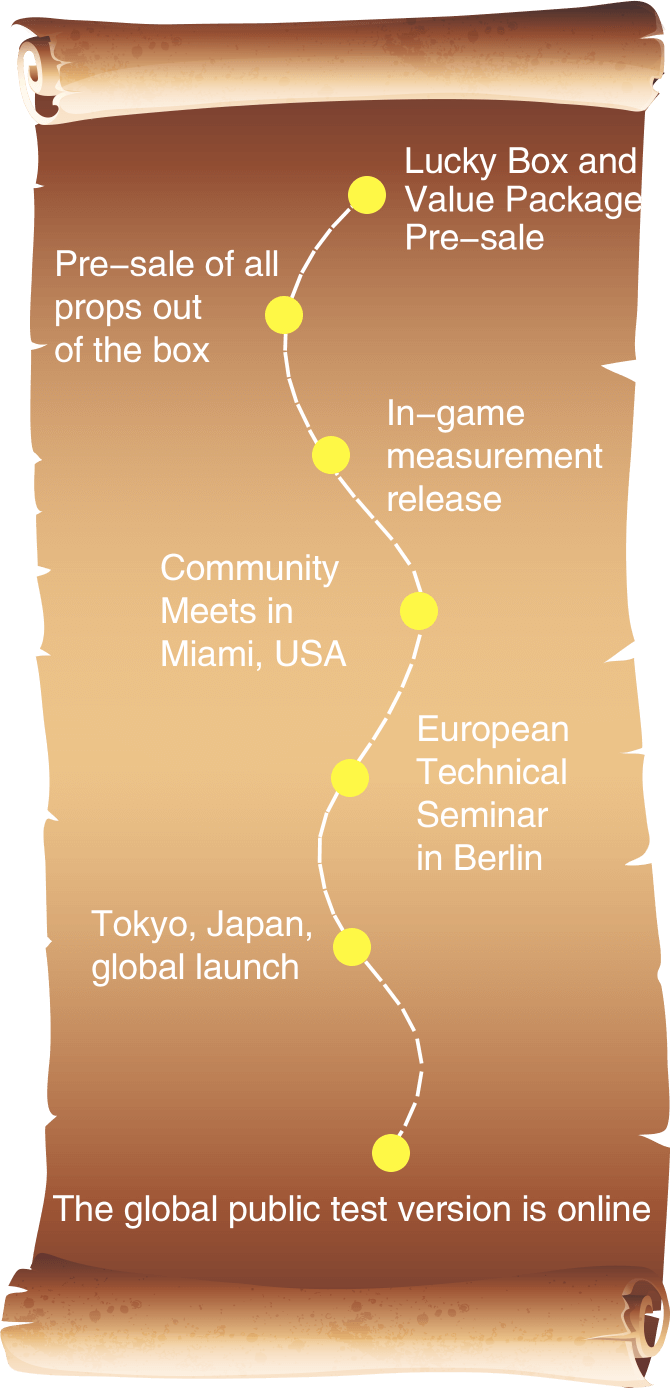 Lucky Box and
Value Package
Pre-sale
Pre-sale of all
props out
of the box
In-game
measurement
release
Community
Meets in
Miami, USA
European
Technical
Seminar
in Berlin
Tokyo, Japan,
global launch
The global public test version is online